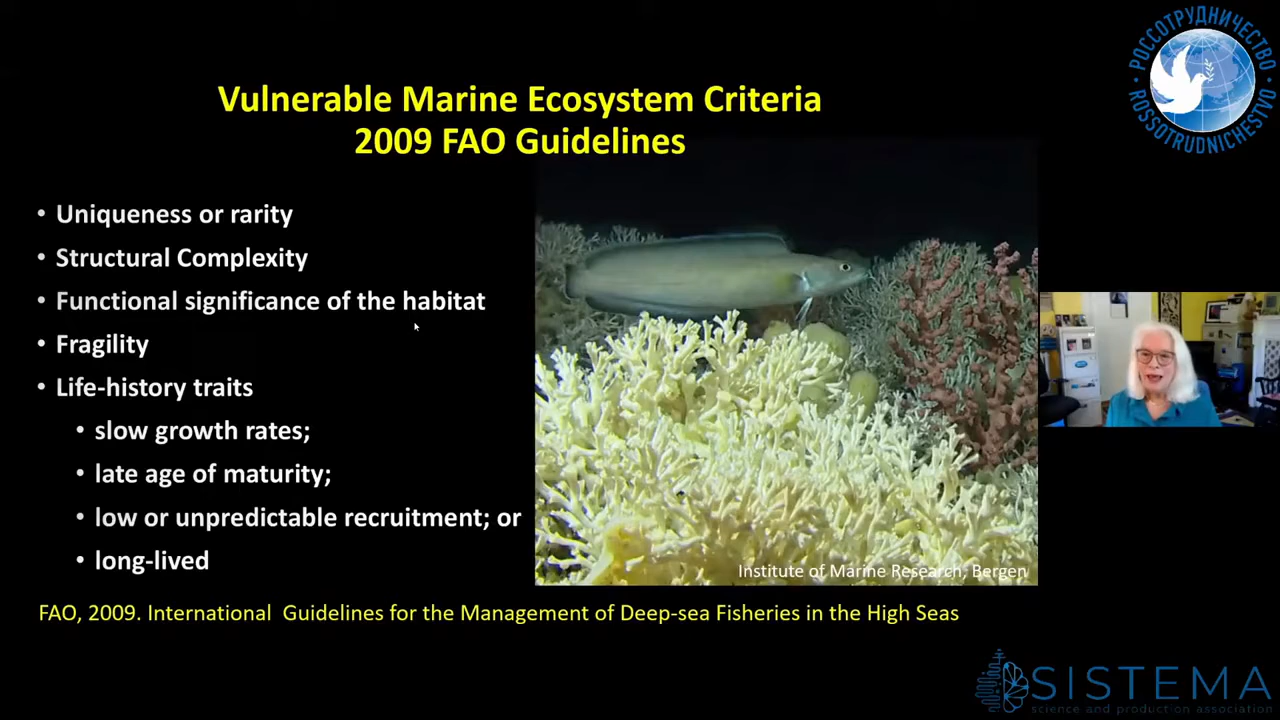 Vulnerable Marine Ecosystem Criteria
2009 FAO Guidelines
РОССОТРУДНИЧЕСТВО
ROSSOTRUDNICHESTVO
• Uniqueness or rarity
• Structural Complexity
• Functional significance of the habitat
• Fragility
• Life-history traits
• slow growth rates;
• late age of maturity;
• low or unpredictable recruitment; or
• long-lived
Institute of Marine Research, Bergen
FAO, 2009. International Guidelines for the Management of Deep-sea Fisheries in the High Seas
SISTEMA
science and production association